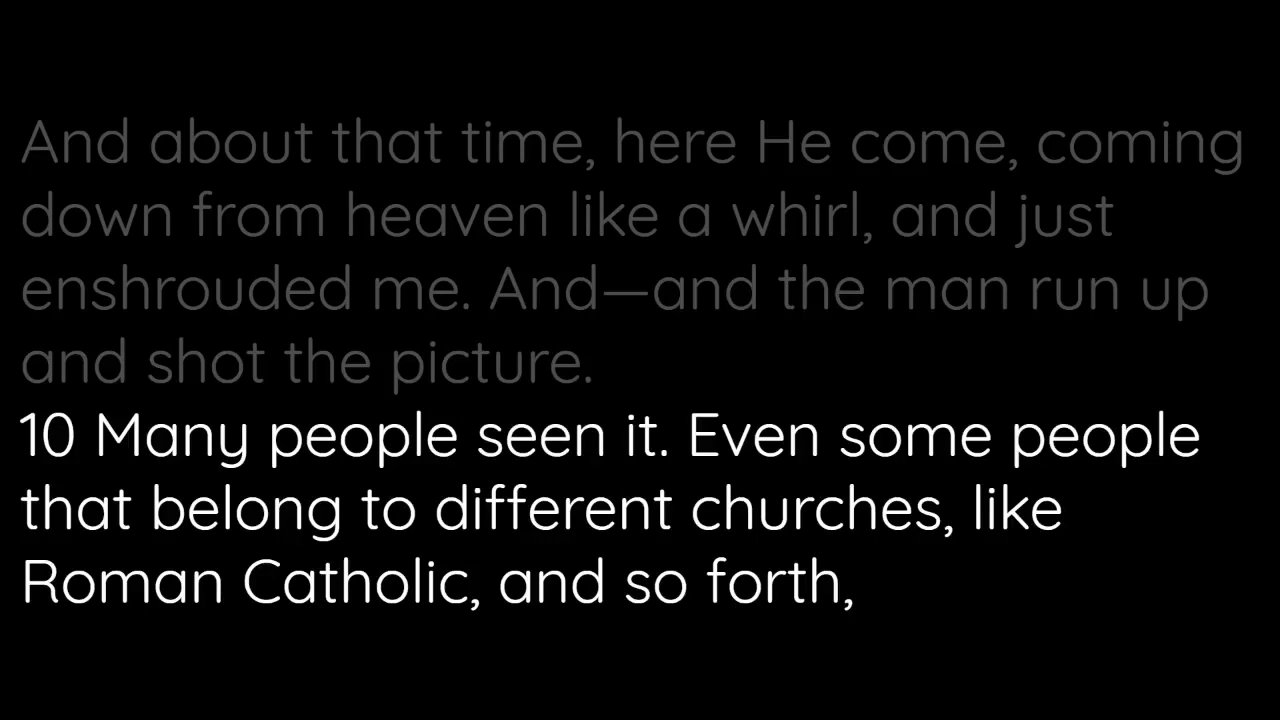 And about that time, here He come, coming
down from heaven like a whirl, and just
enshrouded me. And—and the man run up
and shot the picture.
10 Many people seen it. Even some people
that belong to different churches, like
Roman Catholic, and so forth,